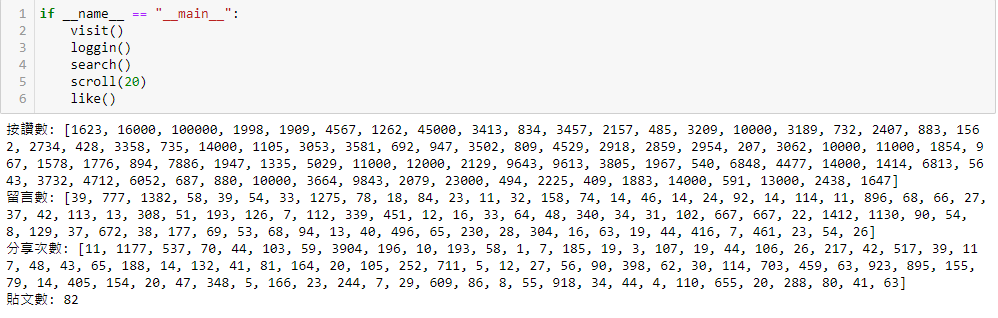 1 if __name__ == "__main__":
2     visit()
3     loggin()
4     search()
5     scroll(20)
6     like()
按讚數: [1623, 16000, 100000, 1998, 1909, 4567, 1262, 45000, 3413, 834, 3457, 2157, 485, 3209, 10000, 3189, 732, 2407, 883, 156
2, 2734, 428, 3358, 735, 14000, 1105, 3053, 3581, 692, 947, 3502, 809, 4529, 2918, 2859, 2954, 207, 3062, 10000, 11000, 1854, 9
67, 1578, 1776, 894, 7886, 1947, 1335, 5029, 11000, 12000, 2129, 9643, 9613, 3805, 1967, 540, 6848, 4477, 14000, 1414, 6813, 56
43, 3732, 4712, 6052, 687, 880, 10000, 3664, 9843, 2079, 23000, 494, 2225, 409, 1883, 14000, 591, 13000, 2438, 1647]
留言數: [39, 777, 1382, 58, 39, 54, 33, 1275, 78, 18, 84, 23, 11, 32, 158, 74, 14, 46, 14, 24, 92, 14, 114, 11, 896, 68, 66, 27,
37, 42, 113, 13, 308, 51, 193, 126, 7, 112, 339, 451, 12, 16, 33, 64, 48, 340, 34, 31, 102, 667, 667, 22, 1412, 1130, 90, 54,
8, 129, 37, 672, 38, 177, 69, 53, 68, 94, 13, 40, 496, 65, 230, 28, 304, 16, 63, 19, 44, 416, 7, 461, 23, 54, 26]
分享次數: [11, 1177, 537, 70, 44, 103, 59, 3904, 196, 10, 193, 58, 1, 7, 185, 19, 3, 107, 19, 44, 106, 26, 217, 42, 517, 39, 11
7, 48, 43, 65, 188, 14, 132, 41, 81, 164, 20, 105, 252, 711, 5, 12, 27, 56, 90, 398, 62, 30, 114, 703, 459, 63, 923, 895, 155,
79, 14, 405, 154, 20, 47, 348, 5, 166, 23, 244, 7, 29, 609, 86, 8, 55, 918, 34, 44, 4, 110, 655, 20, 288, 80, 41, 63]
貼文數: 82